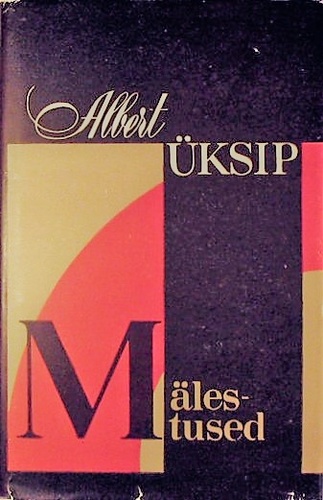 Albert
ÜKSIP
Mäles-
tused